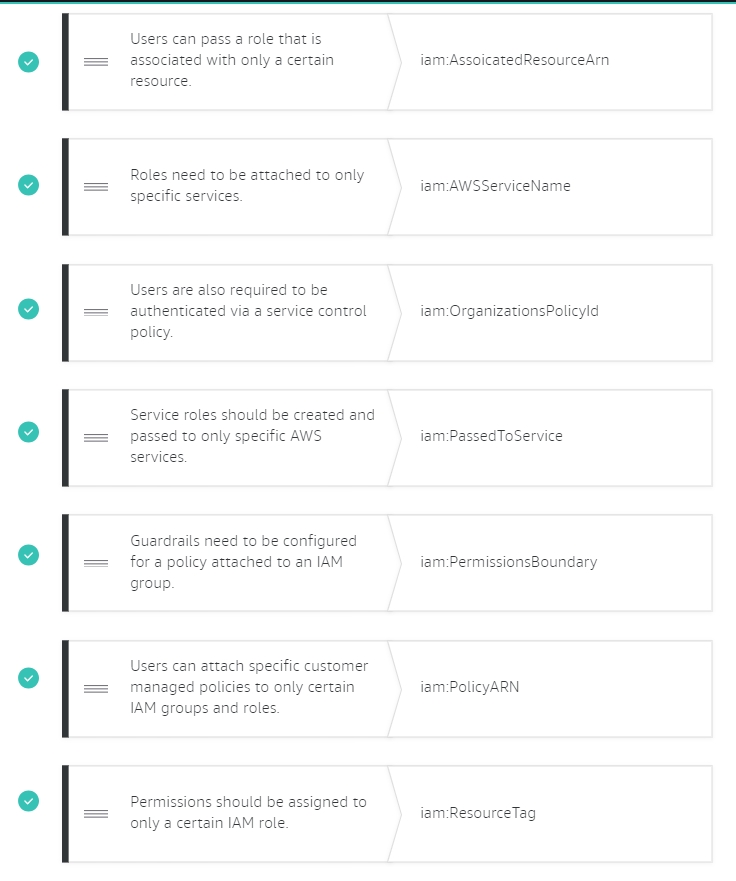 Users can pass a role that is
associated with only a certain
resource.
iam:AssoicatedResourceArn
Roles need to be attached to only
specific services.
iam:AWSServiceName
Users are also required to be
authenticated via a service control
policy.
iam:OrganizationsPolicyId
Service roles should be created and
passed to only specific AWS
services.
iam:PassedToService
Guardrails need to be configured
for a policy attached to an IAM
group.
iam:PermissionsBoundary
Users can attach specific customer
managed policies to only certain
IAM groups and roles.
iam:PolicyARN
Permissions should be assigned to
only a certain IAM role.
iam:ResourceTag